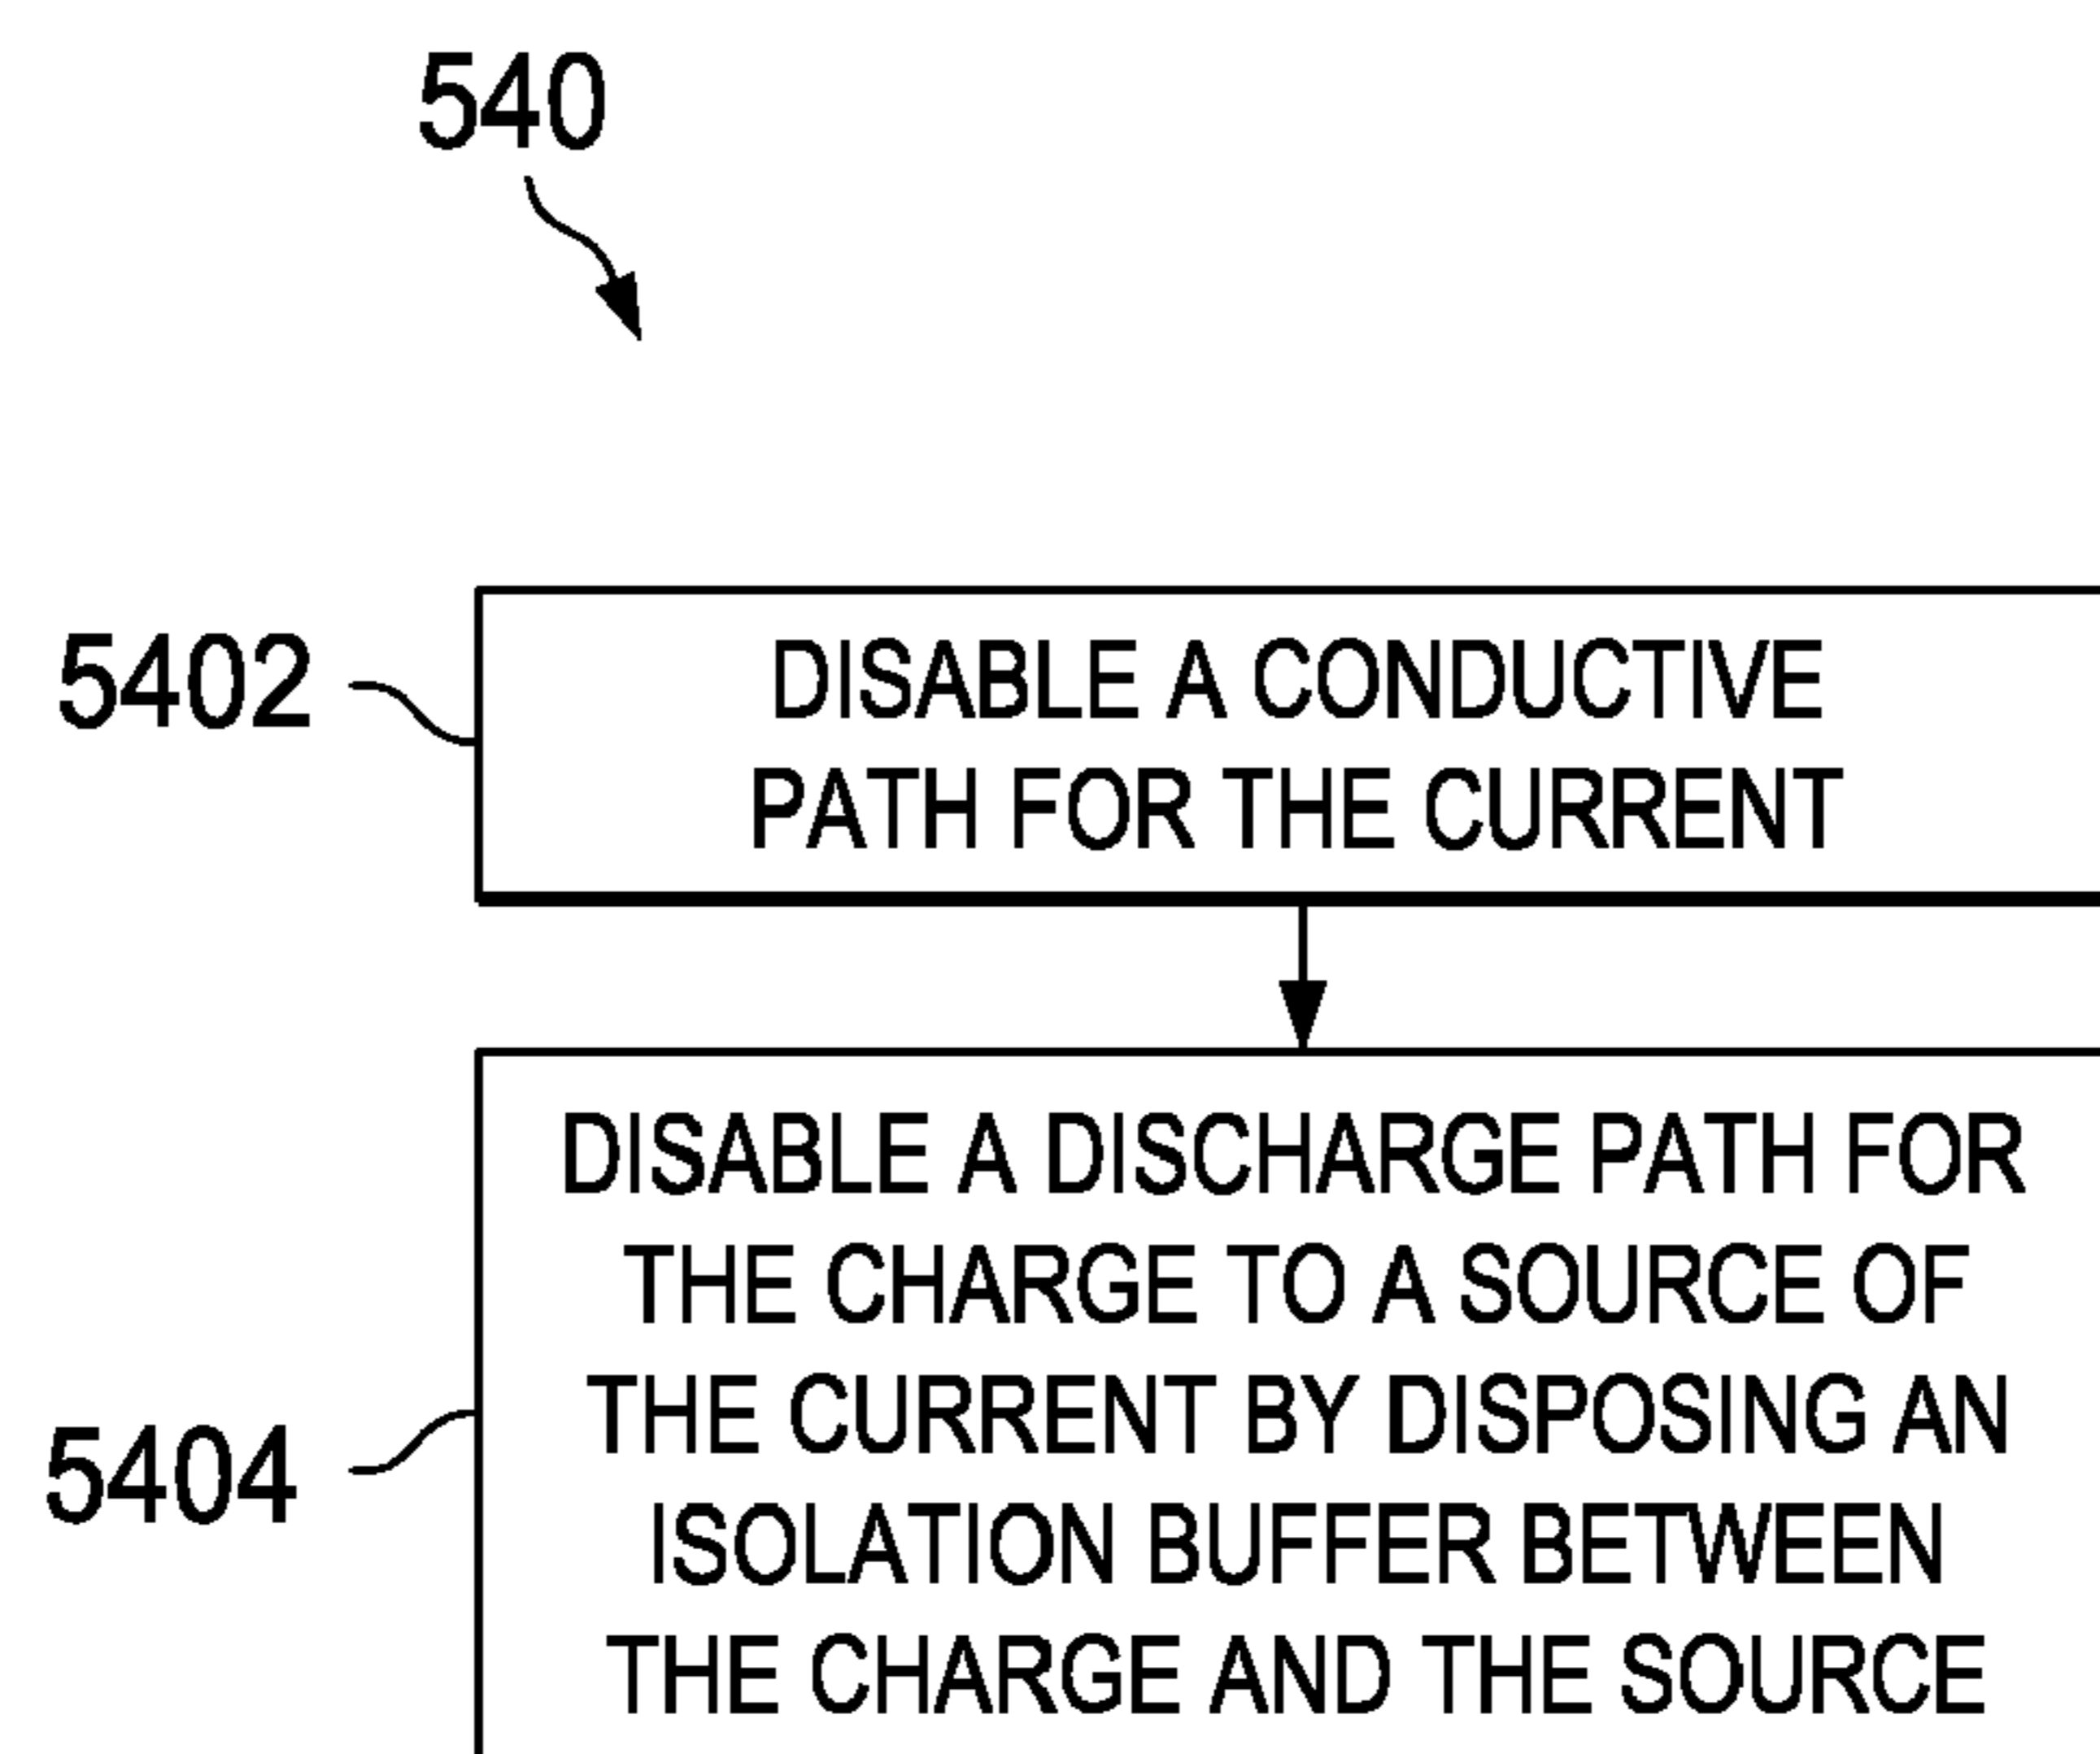 540
5402
DISABLE A CONDUCTIVE
PATH FOR THE CURRENT
5404
DISABLE A DISCHARGE PATH FOR
THE CHARGE TO A SOURCE OF
THE CURRENT BY DISPOSING AN
ISOLATION BUFFER BETWEEN
THE CHARGE AND THE SOURCE